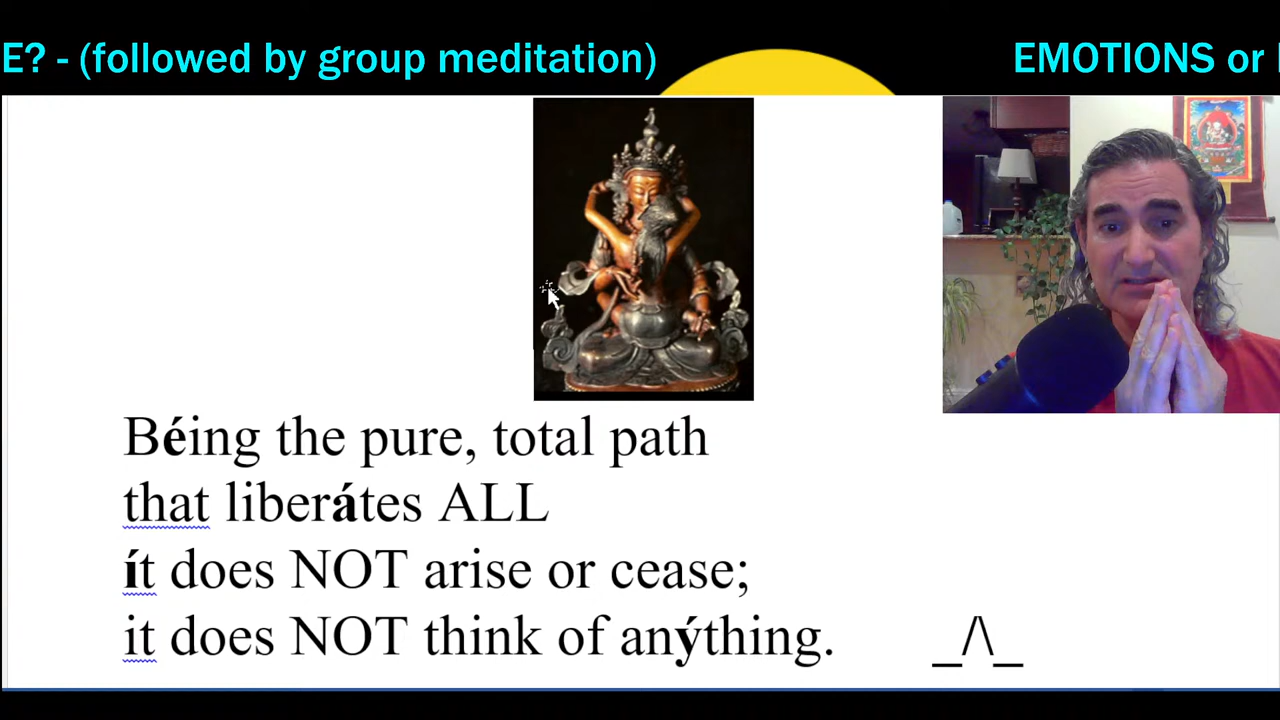 E? - (followed by group meditation) EMOTIONS or
Béing the pure, total path
that liberátes ALL
ít does NOT arise or cease;
it does NOT think of anýthing. _/\_